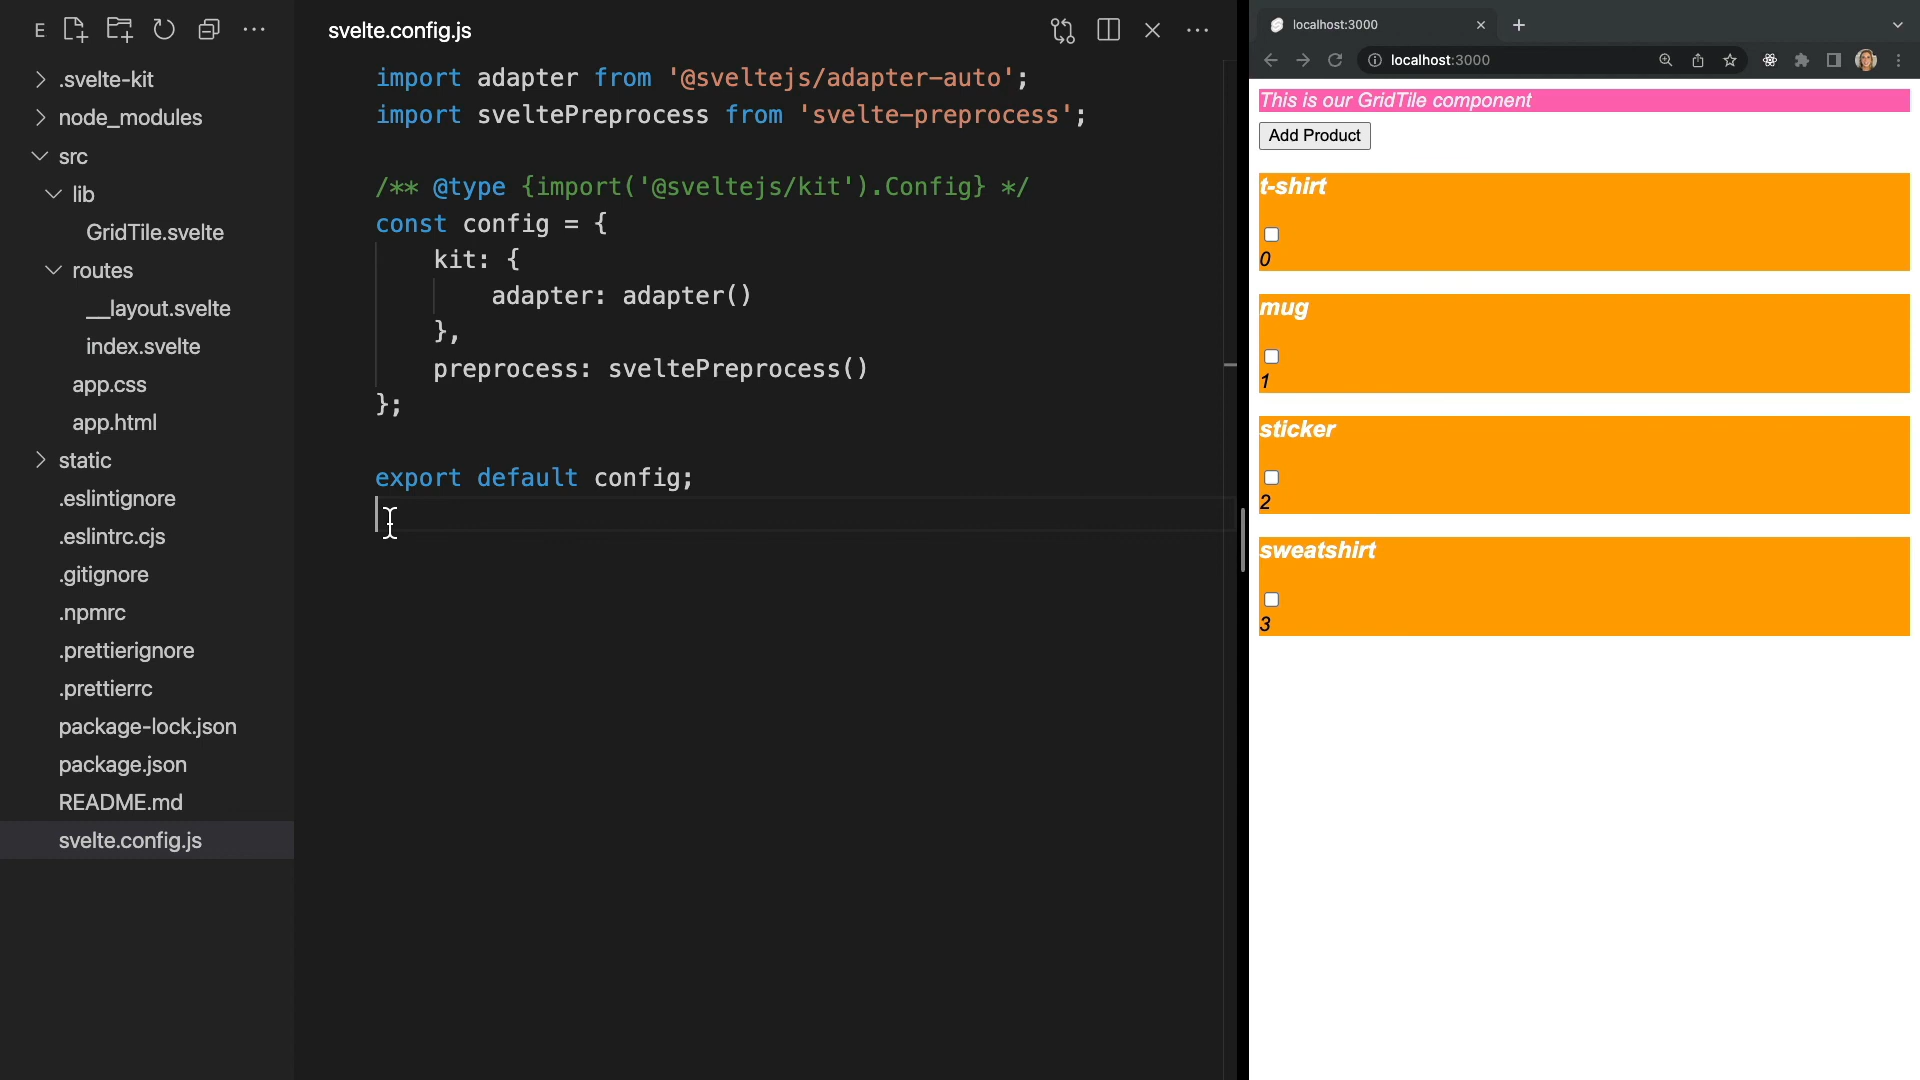 E
.svelte-kit
node_modules
src
lib
GridTile.svelte
routes
__layout.svelte
index.svelte
app.css
app.html
static
.eslintignore
.eslintrc.cjs
.gitignore
.npmrc
.prettierignore
.prettierrc
package-lock.json
package.json
README.md
svelte.config.js
svelte.config.js
import adapter from '@sveltejs/adapter-auto';
import sveltePreprocess from 'svelte-preprocess';
/** @type {import('@sveltejs/kit').Config} */
const config = {
kit: {
adapter: adapter()
},
preprocess: sveltePreprocess()
};
export default config;
localhost:3000
localhost:3000
This is our GridTile component
Add Product
t-shirt
0
mug
1
sticker
2
sweatshirt
3